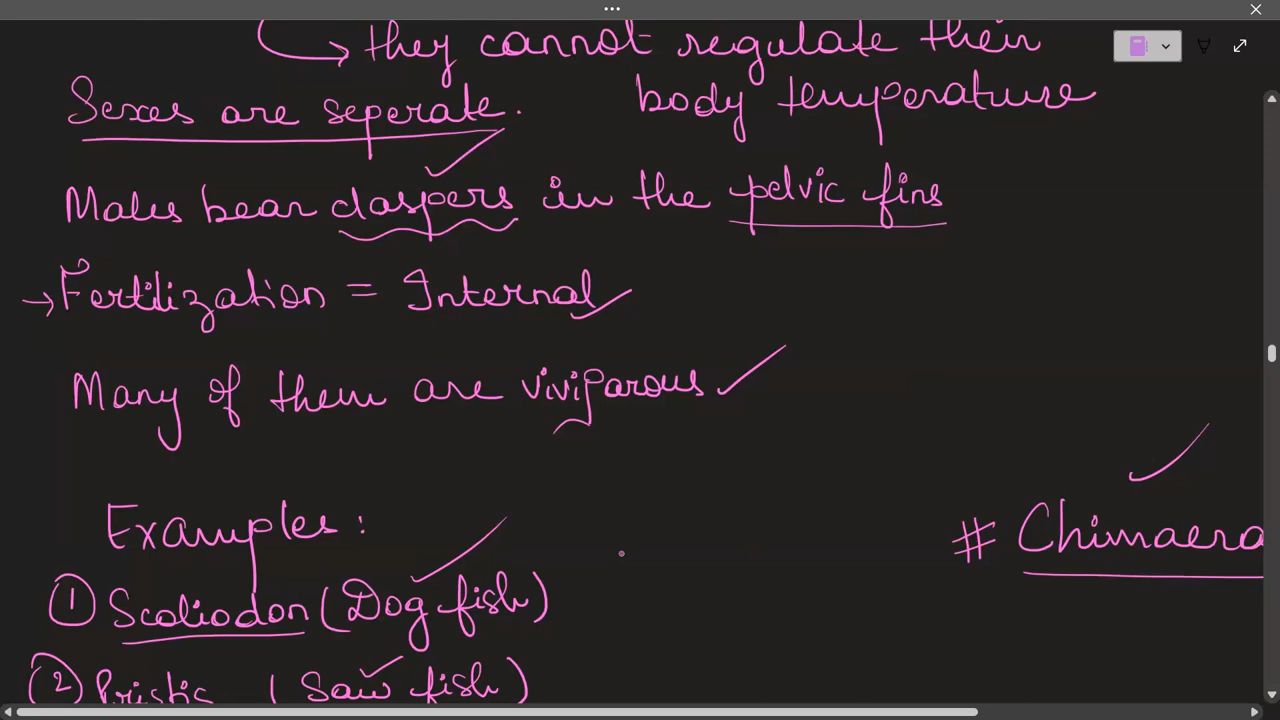 they cannot regulate their
body temperature
Sexes are seperate.
Males bear claspers in the pelvic fins
→ Fertilization = Internal
Many of them are viviparous
Examples:
# Chimaera
① Scoliodon (Dog fish)
② Pristis (Saw fish)